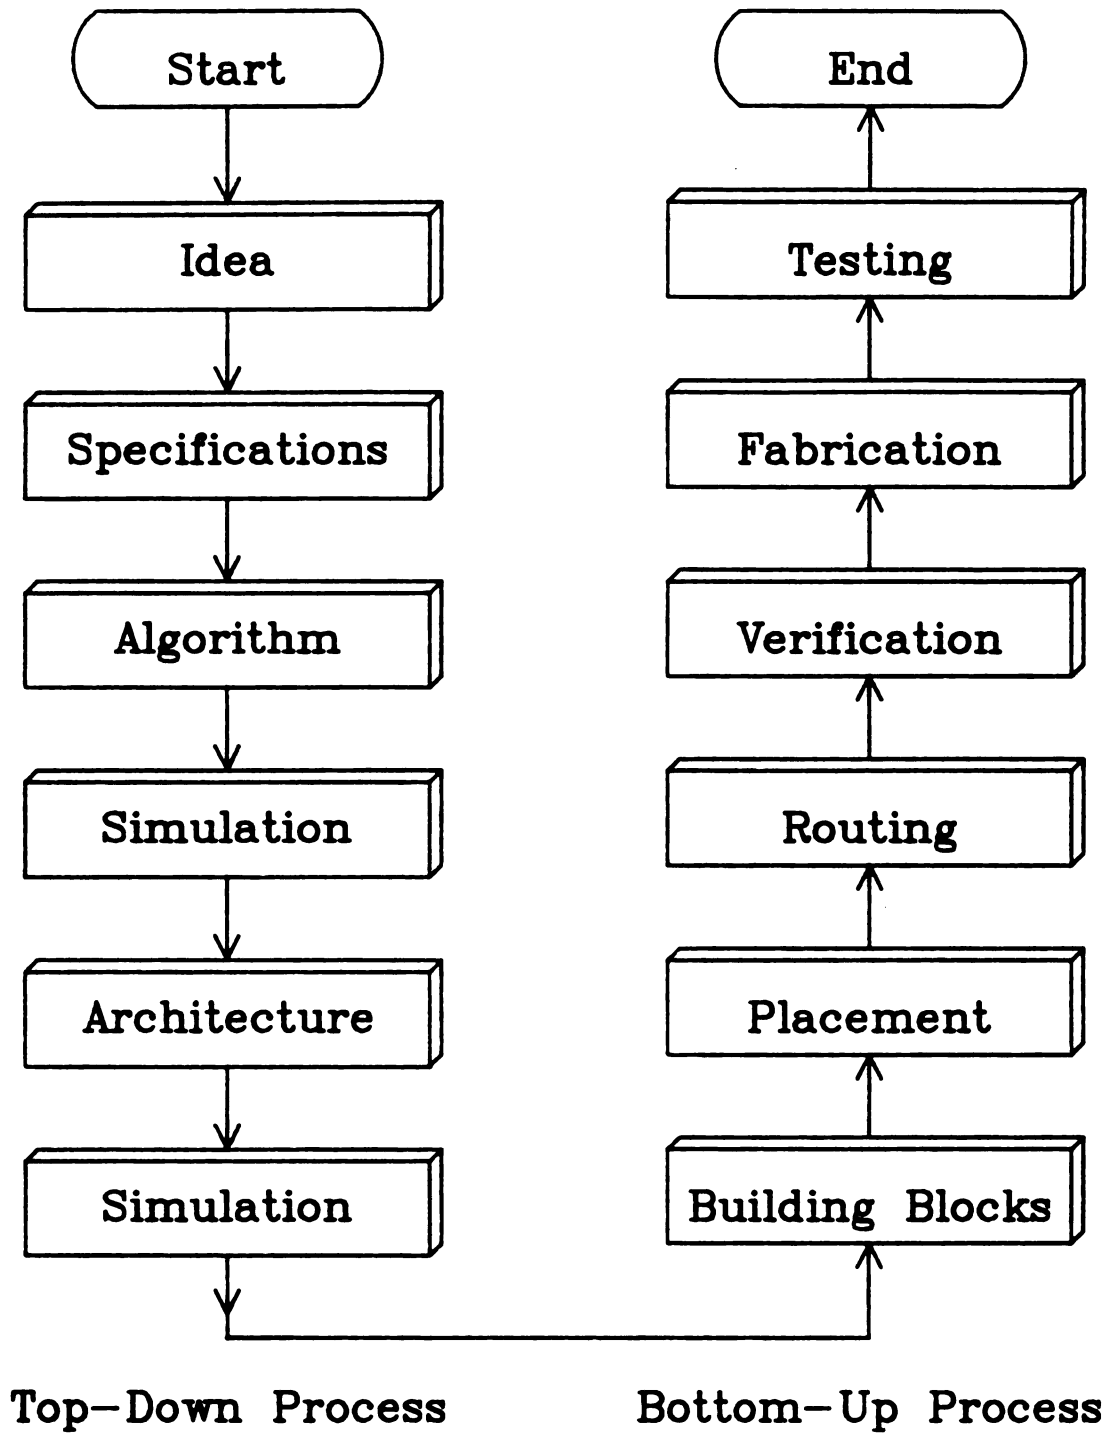 Start
Idea
Specifications
Algorithm
Simulation
Architecture
Simulation
Top-Down Process
End
Testing
Fabrication
Verification
Routing
Placement
Building Blocks
Bottom-Up Process